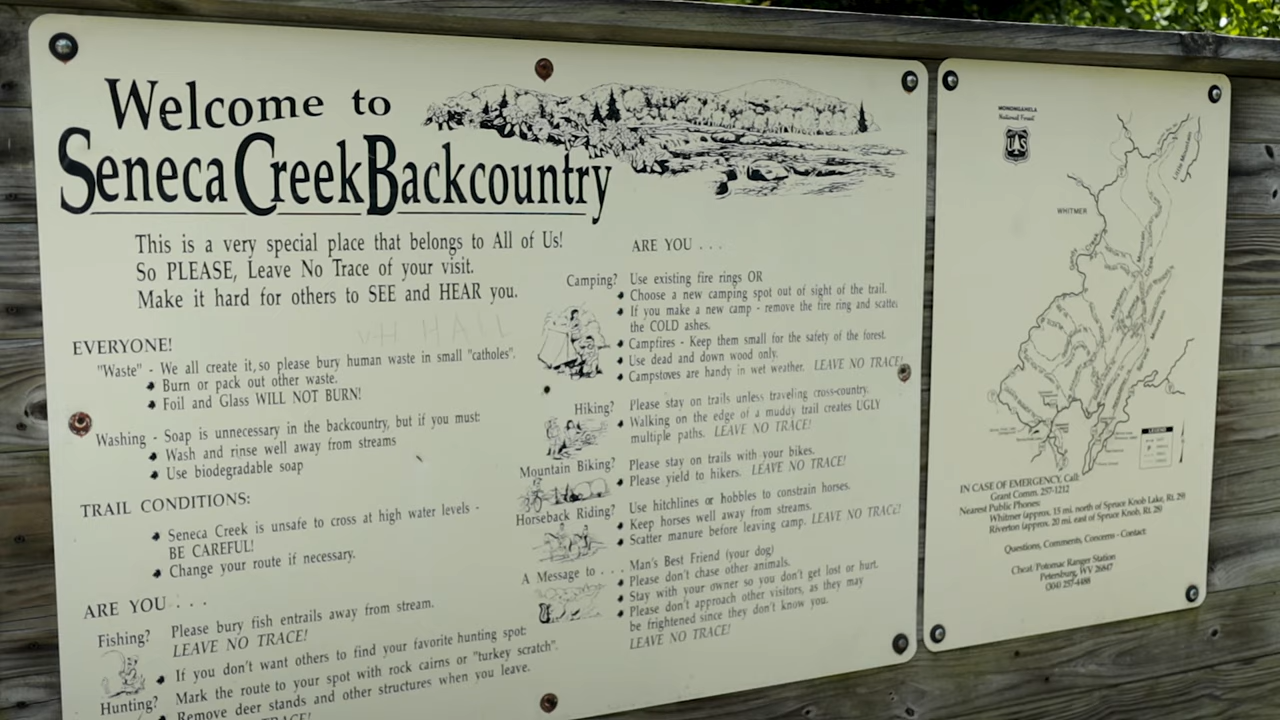 Welcome to
Seneca Creek Backcountry
This is a very special place that belongs to All of Us!
So PLEASE, Leave No Trace of your visit.
Make it hard for others to SEE and HEAR you.
EVERYONE!
"Waste" - We all create it, so please bury human waste in small "catholes".
Burn or pack out other waste.
Foil and Glass WILL NOT BURN!
Washing - Soap is unnecessary in the backcountry, but if you must:
Wash and rinse well away from streams
Use biodegradable soap
TRAIL CONDITIONS:
Seneca Creek is unsafe to cross at high water levels -
BE CAREFUL!
Change your route if necessary.
ARE YOU . . .
Fishing? Please bury fish entrails away from stream.
LEAVE NO TRACE!
If you don't want others to find your favorite hunting spot:
Hunting? Mark the route to your spot with rock cairns or "turkey scratch".
Remove deer stands and other structures when you leave.
ARE YOU . . .
Camping? Use existing fire rings OR
Choose a new camping spot out of sight of the trail.
If you make a new camp - remove the fire ring and scatter
the COLD ashes.
Campfires - Keep them small for the safety of the forest.
Use dead and down wood only.
Campstoves are handy in wet weather. LEAVE NO TRACE!
Hiking? Please stay on trails unless traveling cross-country.
Walking on the edge of a muddy trail creates UGLY
multiple paths. LEAVE NO TRACE!
Mountain Biking? Please stay on trails with your bikes.
Please yield to hikers. LEAVE NO TRACE!
Horseback Riding? Use hitchlines or hobbles to constrain horses.
Keep horses well away from streams.
Scatter manure before leaving camp. LEAVE NO TRACE!
A Message to . . . Man's Best Friend (your dog)
Please don't chase other animals.
Stay with your owner so you don't get lost or hurt.
Please don't approach other visitors, as they may
be frightened since they don't know you.
LEAVE NO TRACE!
MONONGAHELA
National Forest
UAS
WHITMER
LEGEND
IN CASE OF EMERGENCY, Call:
Grant Comm. 257-1212
Nearest Public Phones:
Whitmer (approx. 15 mi. north of Spruce Knob Lake, Rt. 29)
Riverton (approx. 20 mi. east of Spruce Knob, Rt. 28)
Questions, Comments, Concerns - Contact:
Cheat/Potomac Ranger Station
Petersburg, WV 26847
(304) 257-4488